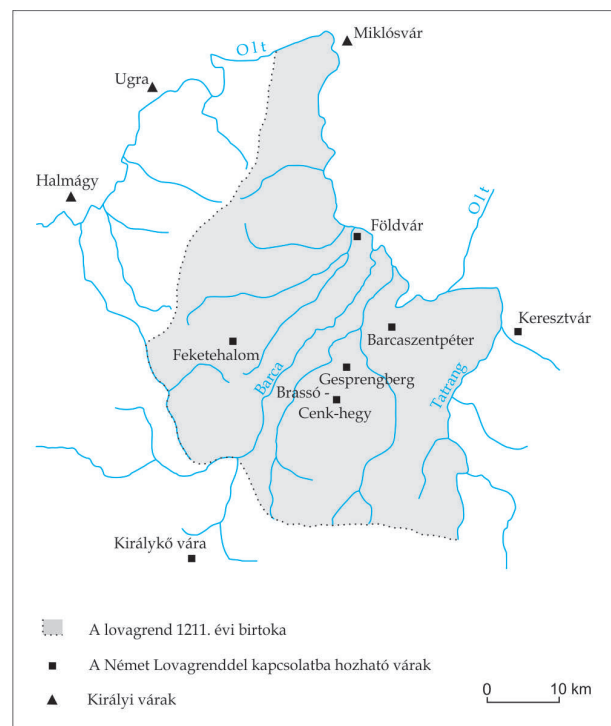 Miklósvár
Olt
Ugra
Halmágy
Olt
Földvár
Keresztvár
Barcaszentpéter
Feketehalom
Gesprengberg
Barca
Tatrang
Brassó -
Cenk-hegy
Királykő vára
A lovagrend 1211. évi birtoka
A Német Lovagrenddel kapcsolatba hozható várak
Királyi várak
0 10 km